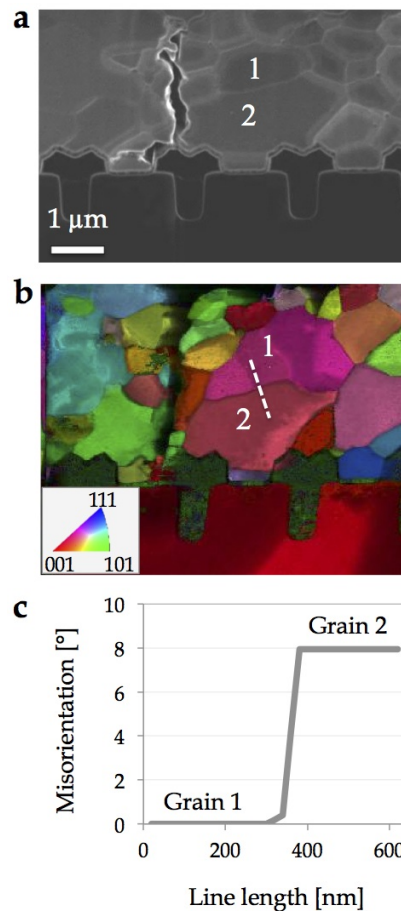 a
1
2
1 μm
b
1
2
111
001 101
c
10
8
6
4
2
0
Misorientation [°]
Grain 2
Grain 1
0 200 400 600
Line length [nm]